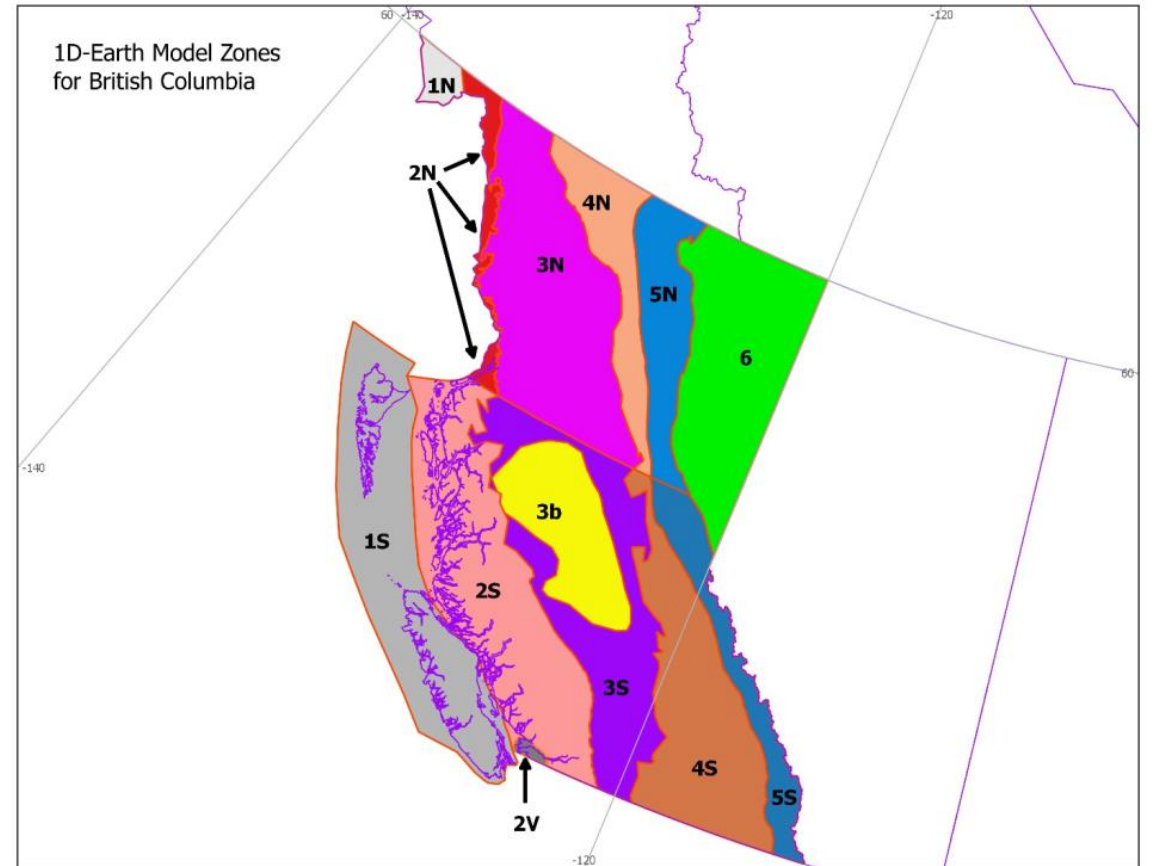 60
-140
-120
1D-Earth Model Zones
for British Columbia
1N
2N
4N
3N
5N
6
60
-140
3b
1S
2S
3S
4S
5S
2V
-120